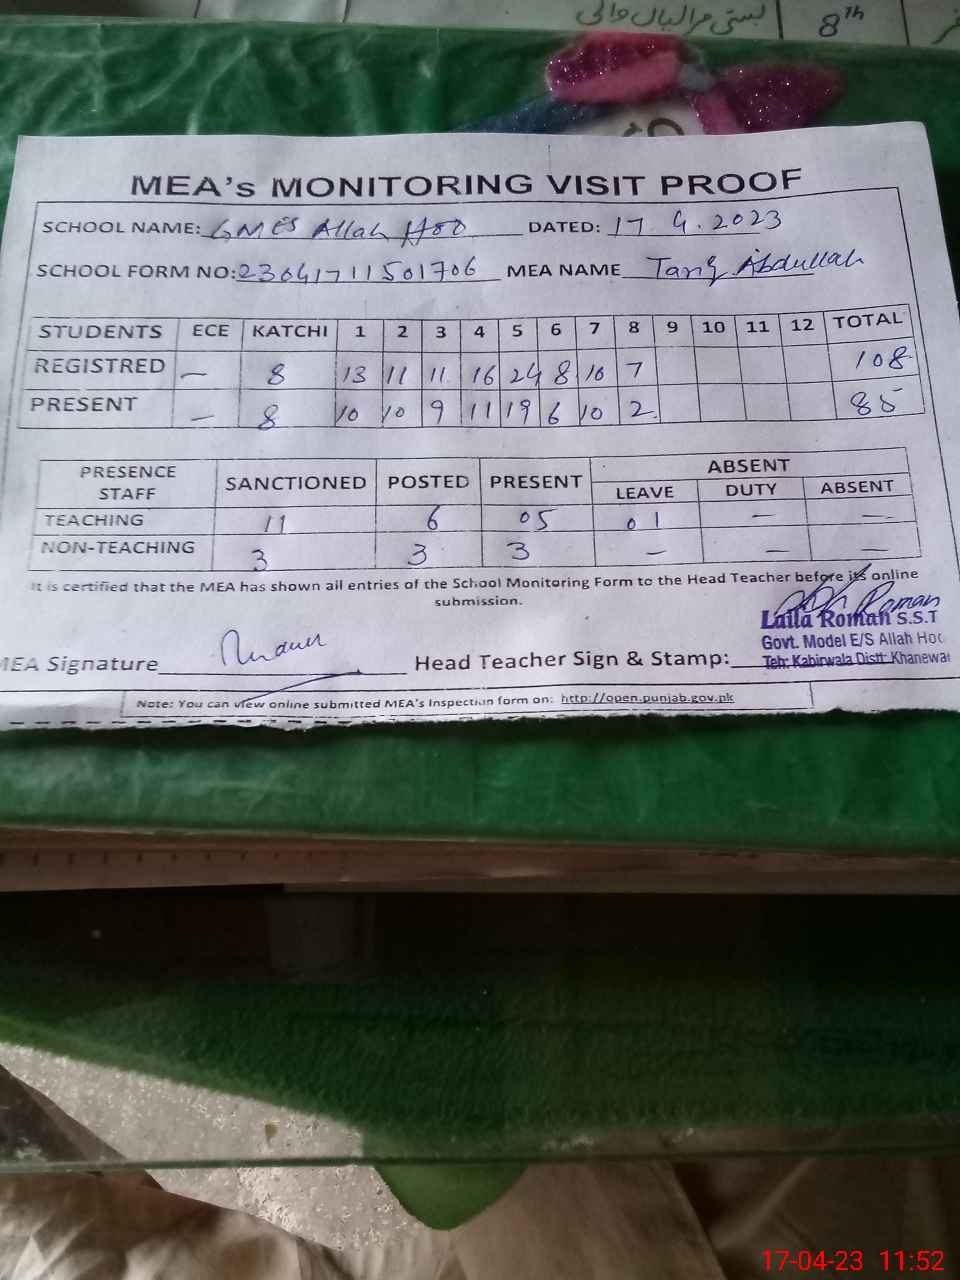 بستی مرالیاں والی 8th
MEA's MONITORING VISIT PROOF
SCHOOL NAME: GMES Allah Hoo DATED: 17.4.2023
SCHOOL FORM NO: 23041711501706 MEA NAME Tariq Abdullah
STUDENTS ECE KATCHI 1 2 3 4 5 6 7 8 9 10 11 12 TOTAL
REGISTRED — 8 13 11 11 16 24 8 10 7 108
PRESENT — 8 10 10 9 11 19 6 10 2 85
PRESENCE STAFF SANCTIONED POSTED PRESENT ABSENT
LEAVE DUTY ABSENT
TEACHING 11 6 05 01 — —
NON-TEACHING 3 3 3 — — —
It is certified that the MEA has shown all entries of the School Monitoring Form to the Head Teacher before its online
submission.
Laila Roman S.S.T
Govt. Model E/S Allah Hoo
Teh: Kabirwala Distt: Khanewal
MEA Signature Head Teacher Sign & Stamp:
Note: You can view online submitted MEA's Inspection form on: http://open.punjab.gov.pk
17-04-23 11:52